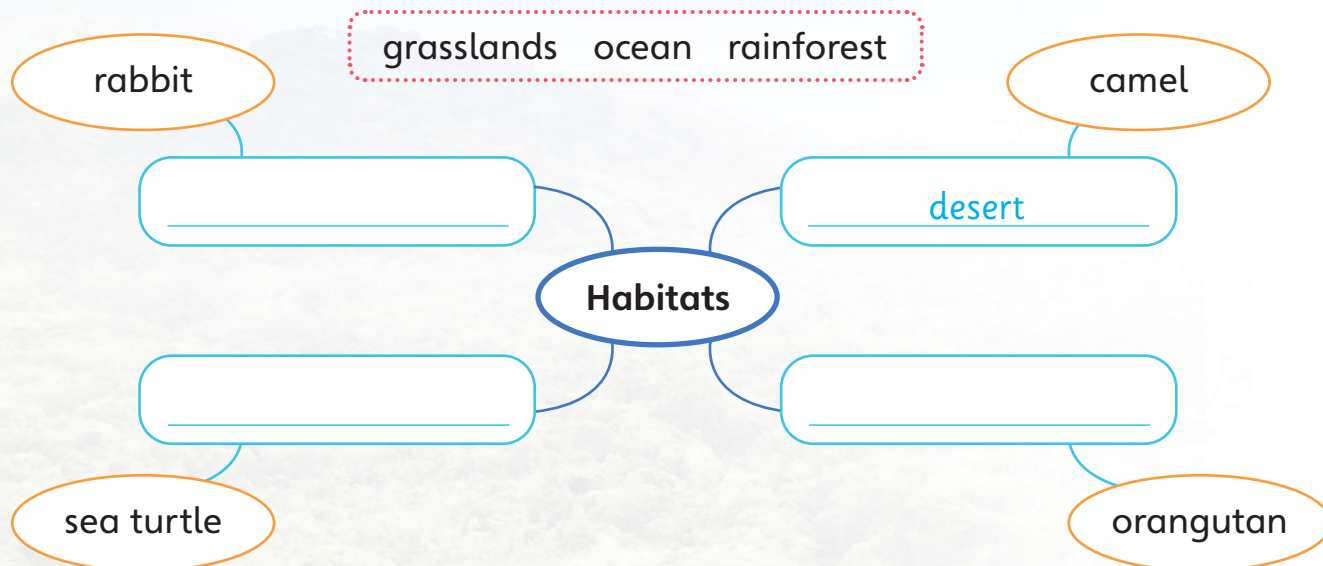 grasslands ocean rainforest
rabbit
camel
desert
Habitats
sea turtle
orangutan